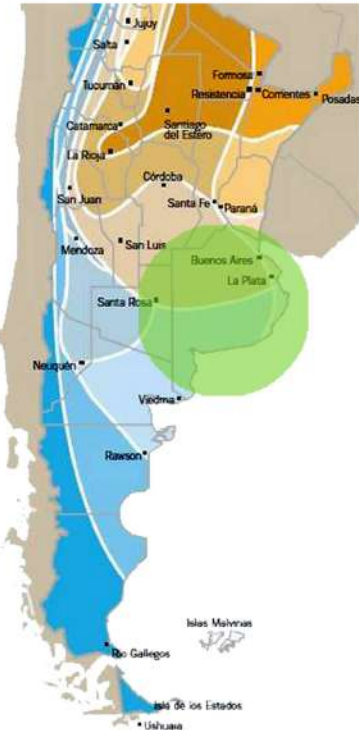 Jujuy
Salta
Formosa
Tucumán
Resistencia
Corrientes
Posadas
Catamarca
Santiago
del Estero
La Rioja
Córdoba
San Juan
Santa Fe
Paraná
Mendoza
San Luis
Buenos Aires
La Plata
Santa Rosa
Neuquén
Viedma
Rawson
Islas Malvinas
Río Gallegos
Isla de los Estados
Ushuaia